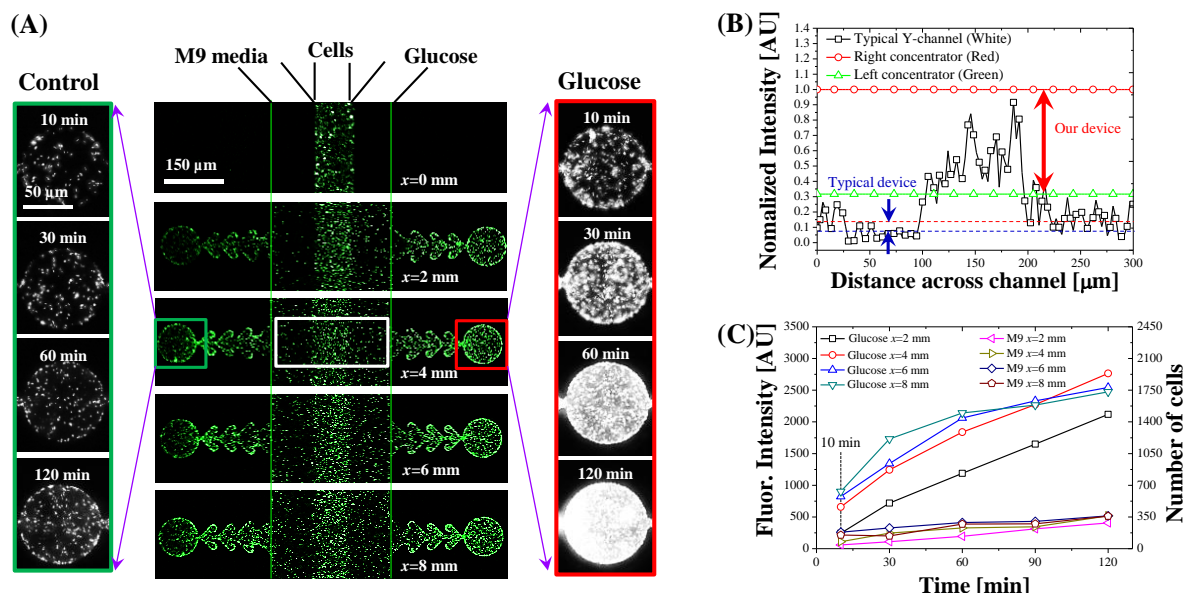 (A)
M9 media
Cells
Glucose
Control
10 min
50 µm
30 min
60 min
120 min
150 µm
x=0 mm
x=2 mm
x=4 mm
x=6 mm
x=8 mm
Glucose
10 min
30 min
60 min
120 min
(B)
Nomalized Intensity [AU]
1.4
1.3
1.2
1.1
1.0
0.9
0.8
0.7
0.6
0.5
0.4
0.3
0.2
0.1
0.0
Typical Y-channel (White)
Right concentrator (Red)
Left concentrator (Green)
Our device
Typical device
0 50 100 150 200 250 300
Distance across channel [µm]
(C)
Fluor. Intensity [AU]
3500
3000
2500
2000
1500
1000
500
0
Glucose x=2 mm
Glucose x=4 mm
Glucose x=6 mm
Glucose x=8 mm
M9 x=2 mm
M9 x=4 mm
M9 x=6 mm
M9 x=8 mm
10 min
2450
2100
1750
1400
1050
700
350
0
Number of cells
0 30 60 90 120
Time [min]